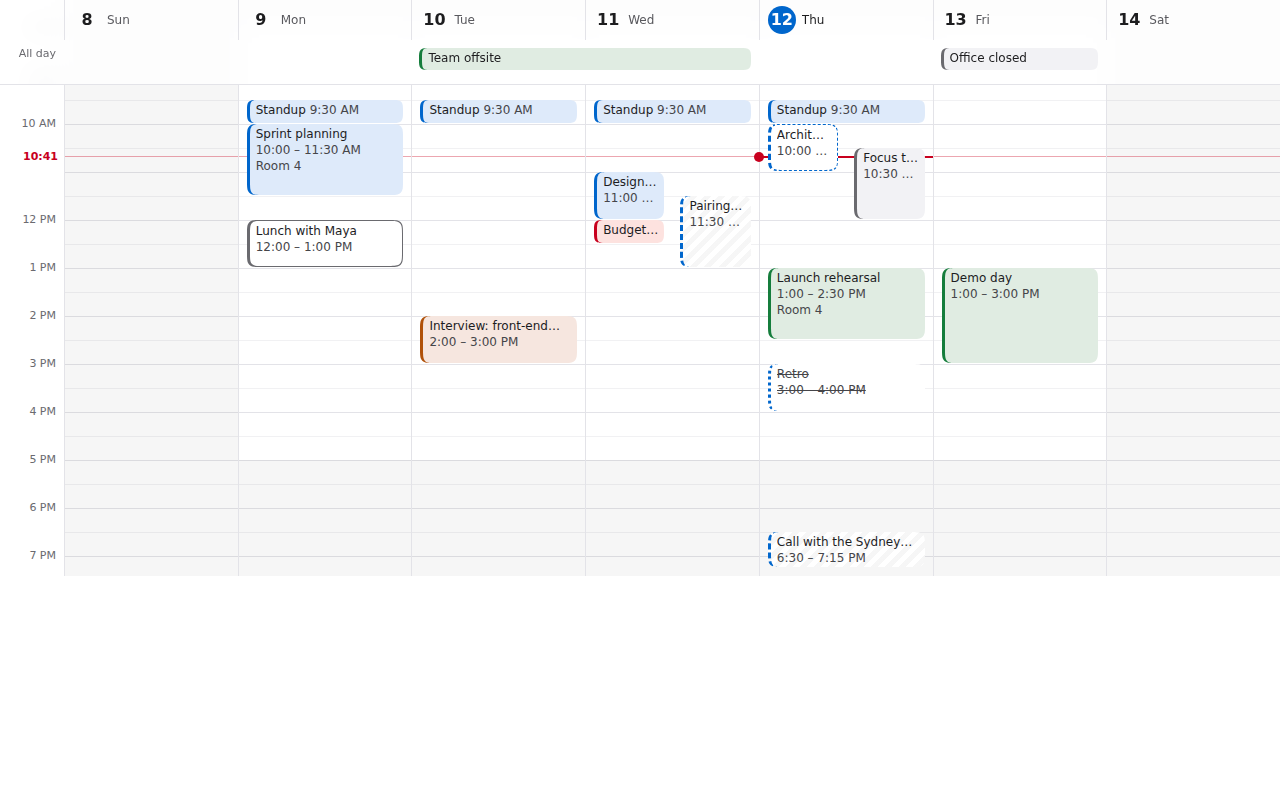 8 Sun
9 Mon
10 Tue
11 Wed
12 Thu
13 Fri
14 Sat
All day
Team offsite
Office closed
10 AM
10:41
12 PM
1 PM
2 PM
3 PM
4 PM
5 PM
6 PM
7 PM
Standup 9:30 AM
Sprint planning
10:00 – 11:30 AM
Room 4
Lunch with Maya
12:00 – 1:00 PM
Standup 9:30 AM
Interview: front-end…
2:00 – 3:00 PM
Standup 9:30 AM
Design…
11:00 …
Budget…
Pairing…
11:30 …
Standup 9:30 AM
Archit…
10:00 …
Focus t…
10:30 …
Launch rehearsal
1:00 – 2:30 PM
Room 4
Retro
3:00 – 4:00 PM
Call with the Sydney…
6:30 – 7:15 PM
Demo day
1:00 – 3:00 PM